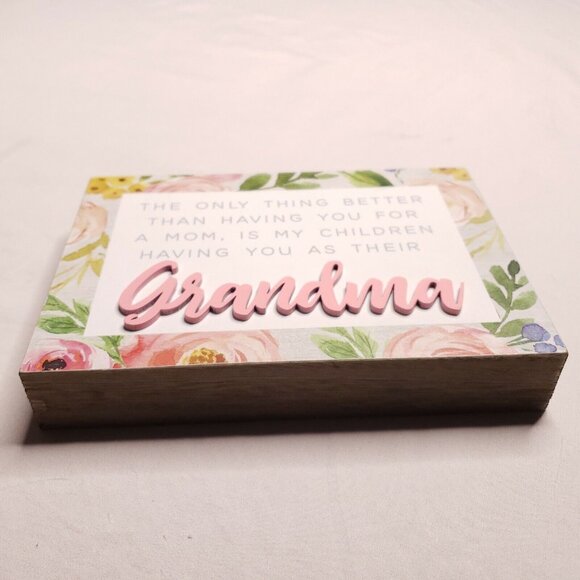 THE ONLY THING BETTER
THAN HAVING YOU FOR
A MOM, IS MY CHILDREN
HAVING YOU AS THEIR
Grandma